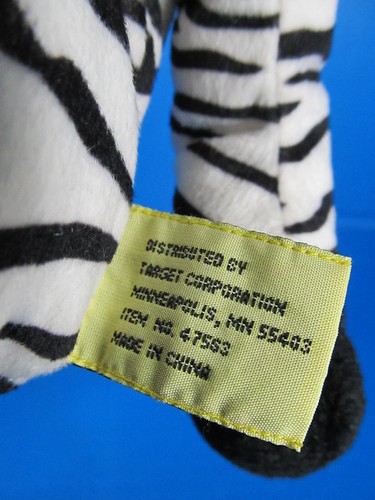 DISTRIBUTED BY
TARGET CORPORATION
MINNEAPOLIS, MN 55403
ITEM NO. 47563
MADE IN CHINA